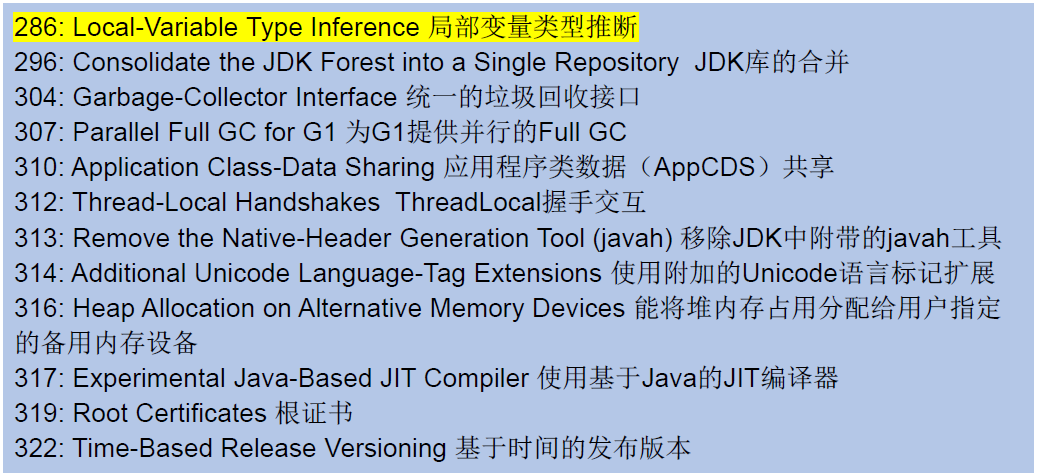 286: Local-Variable Type Inference 局部变量类型推断
296: Consolidate the JDK Forest into a Single Repository  JDK库的合并
304: Garbage-Collector Interface 统一的垃圾回收接口
307: Parallel Full GC for G1 为G1提供并行的Full GC
310: Application Class-Data Sharing 应用程序类数据（AppCDS）共享
312: Thread-Local Handshakes  ThreadLocal握手交互
313: Remove the Native-Header Generation Tool (javah) 移除JDK中附带的javah工具
314: Additional Unicode Language-Tag Extensions 使用附加的Unicode语言标记扩展
316: Heap Allocation on Alternative Memory Devices 能将堆内存占用分配给用户指定
的备用内存设备
317: Experimental Java-Based JIT Compiler 使用基于Java的JIT编译器
319: Root Certificates 根证书
322: Time-Based Release Versioning 基于时间的发布版本